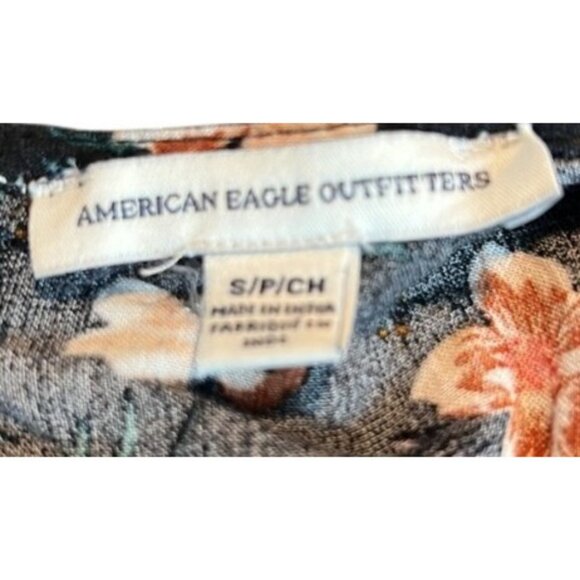 AMERICAN EAGLE OUTFITTERS
S/P/CH
MADE IN INDIA